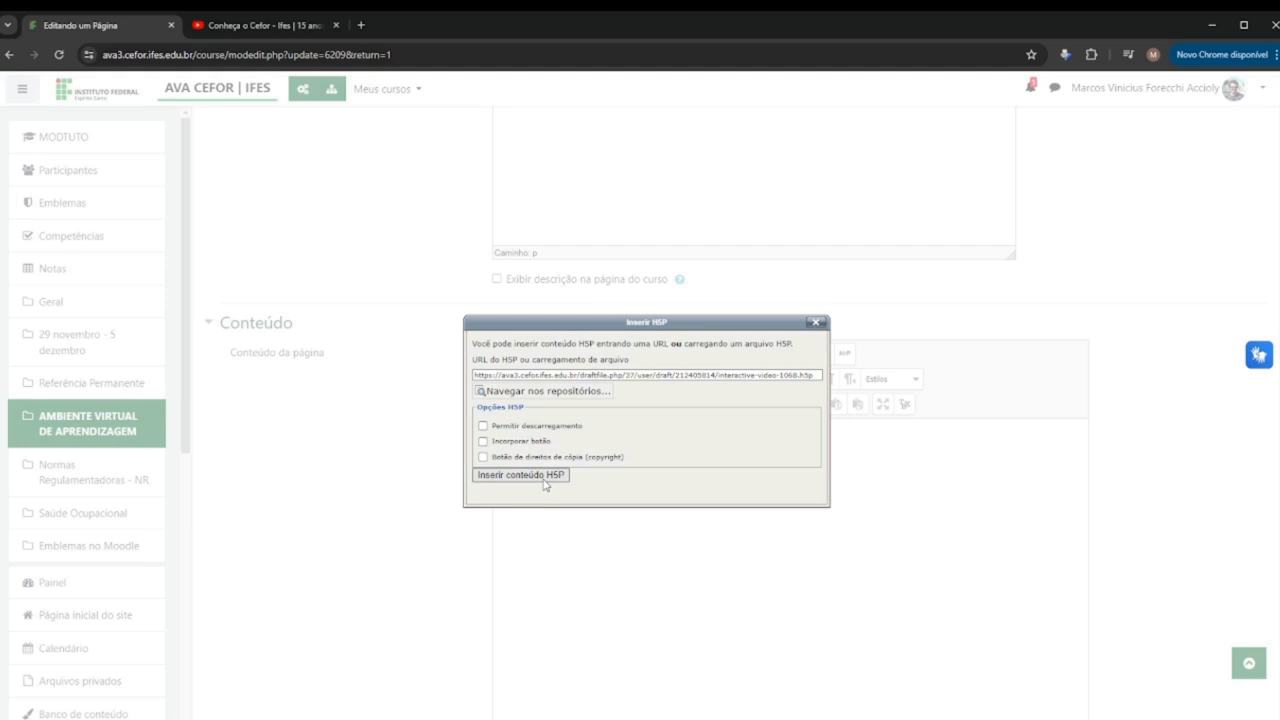 Editando um Página
Conheça o Cefor - Ifes | 15 ano
ava3.cefor.ifes.edu.br/course/modedit.php?update=6209&return=1
M
Novo Chrome disponível
INSTITUTO FEDERAL
Espírito Santo
AVA CEFOR | IFES
Meus cursos
Marcos Vinicius Forecchi Accioly
MODTUTO
Participantes
Emblemas
Competências
Notas
Geral
29 novembro - 5
dezembro
Referência Permanente
AMBIENTE VIRTUAL
DE APRENDIZAGEM
Normas
Regulamentadoras - NR
Saúde Ocupacional
Emblemas no Moodle
Painel
Página inicial do site
Calendário
Arquivos privados
Banco de conteúdo
Caminho: p
Exibir descrição na página do curso
Conteúdo
Conteúdo da página
Estilos
Inserir H5P
Você pode inserir conteúdo H5P entrando uma URL ou carregando um arquivo H5P.
URL do H5P ou carregamento de arquivo
https://ava3.cefor.ifes.edu.br/draftfile.php/37/user/draft/212405814/interactive-video-1068.h5p
Navegar nos repositórios...
Opções H5P
Permitir descarregamento
Incorporar botão
Botão de direitos de cópia (copyright)
Inserir conteúdo H5P